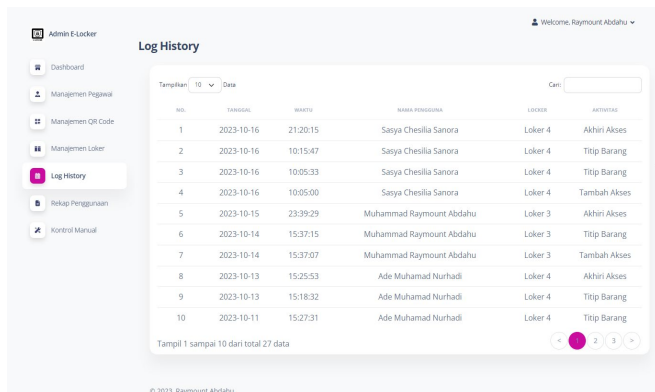 Welcome, Raymount Abdahu
Admin E-Locker
Log History
Dashboard
Manajemen Pegawai
Manajemen QR Code
Manajemen Loker
Log History
Rekap Penggunaan
Kontrol Manual
Tampilkan 10 Data
Cari:
NO. TANGGAL WAKTU NAMA PENGGUNA LOCKER AKTIVITAS
1 2023-10-16 21:20:15 Sasya Chesilia Sanora Loker 4 Akhiri Akses
2 2023-10-16 10:15:47 Sasya Chesilia Sanora Loker 4 Titip Barang
3 2023-10-16 10:05:33 Sasya Chesilia Sanora Loker 4 Titip Barang
4 2023-10-16 10:05:00 Sasya Chesilia Sanora Loker 4 Tambah Akses
5 2023-10-15 23:39:29 Muhammad Raymount Abdahu Loker 3 Akhiri Akses
6 2023-10-14 15:37:15 Muhammad Raymount Abdahu Loker 3 Titip Barang
7 2023-10-14 15:37:07 Muhammad Raymount Abdahu Loker 3 Tambah Akses
8 2023-10-13 15:25:53 Ade Muhamad Nurhadi Loker 4 Akhiri Akses
9 2023-10-13 15:18:32 Ade Muhamad Nurhadi Loker 4 Titip Barang
10 2023-10-11 15:27:31 Ade Muhamad Nurhadi Loker 4 Titip Barang
Tampil 1 sampai 10 dari total 27 data
< 1 2 3 >
© 2023, Raymount Abdahu